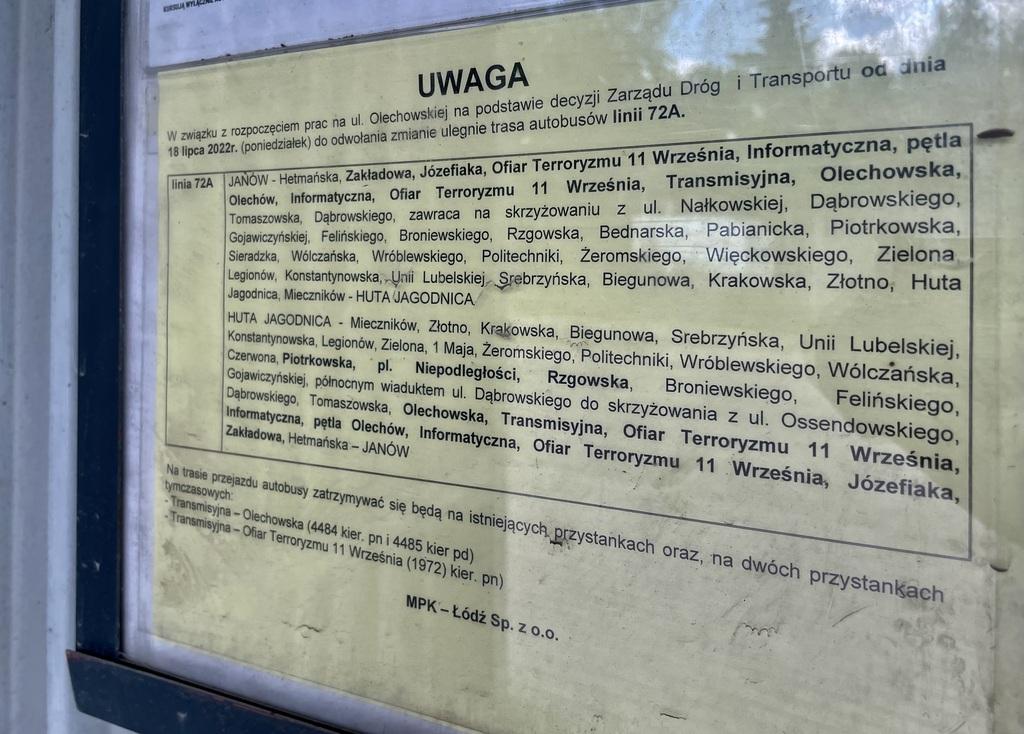 KURSUJĄ WYŁĄCZNIE
UWAGA
W związku z rozpoczęciem prac na ul. Olechowskiej na podstawie decyzji Zarządu Dróg i Transportu od dnia
18 lipca 2022r. (poniedziałek) do odwołania zmianie ulegnie trasa autobusów linii 72A.
linia 72A
JANÓW - Hetmańska, Zakładowa, Józefiaka, Ofiar Terroryzmu 11 Września, Informatyczna, pętla
Olechów, Informatyczna, Ofiar Terroryzmu 11 Września, Transmisyjna, Olechowska,
Tomaszowska, Dąbrowskiego, zawraca na skrzyżowaniu z ul. Nałkowskiej, Dąbrowskiego,
Gojawiczyńskiej, Felińskiego, Broniewskiego, Rzgowska, Bednarska, Pabianicka, Piotrkowska,
Sieradzka, Wólczańska, Wróblewskiego, Politechniki, Żeromskiego, Więckowskiego, Zielona
Legionów, Konstantynowska, Unii Lubelskiej, Srebrzyńska, Biegunowa, Krakowska, Złotno, Huta
Jagodnica, Mieczników - HUTA JAGODNICA
HUTA JAGODNICA - Mieczników, Złotno, Krakowska, Biegunowa, Srebrzyńska, Unii Lubelskiej,
Konstantynowska, Legionów, Zielona, 1 Maja, Żeromskiego, Politechniki, Wróblewskiego, Wólczańska,
Czerwona, Piotrkowska, pl. Niepodległości, Rzgowska, Broniewskiego, Felińskiego,
Gojawiczyńskiej, północnym wiaduktem ul. Dąbrowskiego do skrzyżowania z ul. Ossendowskiego,
Dąbrowskiego, Tomaszowska, Olechowska, Transmisyjna, Ofiar Terroryzmu 11 Września,
Informatyczna, pętla Olechów, Informatyczna, Ofiar Terroryzmu 11 Września, Józefiaka,
Zakładowa, Hetmańska – JANÓW
Na trasie przejazdu autobusy zatrzymywać się będą na istniejących przystankach oraz, na dwóch przystankach
tymczasowych:
- Transmisyjna – Olechowska (4484 kier. pn i 4485 kier pd)
- Transmisyjna – Ofiar Terroryzmu 11 Września (1972) kier. pn)
MPK – Łódź Sp. z o.o.